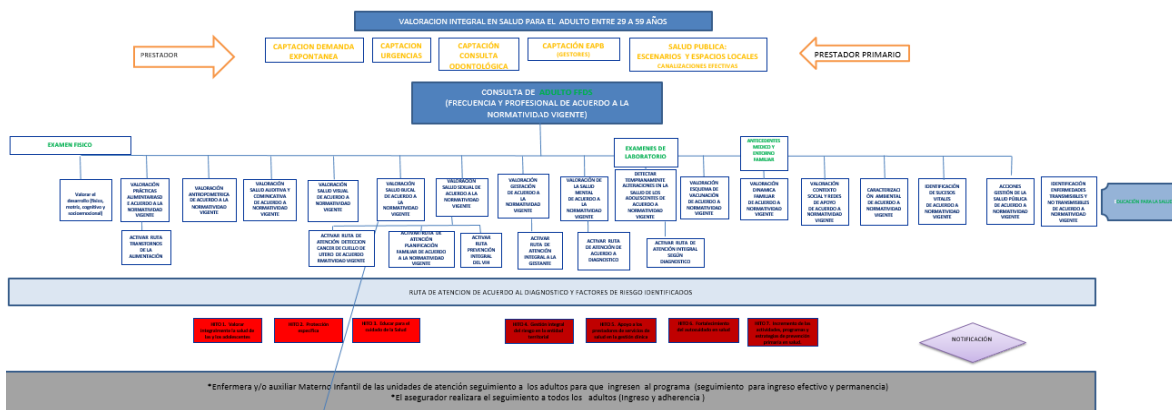 VALORACION INTEGRAL EN SALUD PARA EL ADULTO ENTRE 29 A 59 AÑOS
PRESTADOR
CAPTACION DEMANDA
EXPONTANEA
CAPTACION
URGENCIAS
CAPTACIÓN
CONSULTA
ODONTOLÓGICA
CAPTACIÓN EAPB
(GESTORES)
SALUD PUBLICA:
ESCENARIOS Y ESPACIOS LOCALES
CANALIZACIONES EFECTIVAS
PRESTADOR PRIMARIO
CONSULTA DE
(FRECUENCIA Y PROFESIONAL DE ACUERDO A LA
NORMATIVIDAD VIGENTE)
EXAMEN FISICO
EXAMENES DE
LABORATORIO
ANTECEDENTES
MEDICO Y
ENTORNO
FAMILIAR
Valorar el
desarrollo (físico,
motriz, cognitivo y
socioemocional)
VALORACIÓN
PRÁCTICAS
ALIMENTARIAS
E ACUERDO A LA
NORMATIVIDAD
VIGENTE
VALORACIÓN
ANTROPOMETRICA
DE ACUERDO A LA
NORMATIVIDAD
VIGENTE
VALORACIÓN
SALUD AUDITIVA Y
COMUNICATIVA
DE ACUERDO A
NORMATIVIDAD
VIGENTE
VALORACIÓN
SALUD VISUAL
DE ACUERDO A
NORMATIVIDAD
VIGENTE
VALORACIÓN
SALUD BUCAL
DE ACUERDO A
LA
NORMATIVIDAD
VIGENTE
VALORACION
SALUD SEXUAL DE
ACUERDO A LA
NORMATIVIDAD
VIGENTE
VALORACIÓN
GESTACIÓN DE
ACUERDO A LA
NORMATIVIDAD
VIGENTE
VALORACIÓN DE
LA SALUD
MENTAL DE
ACUERDO A LA
NORMATIVIDAD
VIGENTE
DETECTAR
TEMPRANAMENTE
ALTERACIONES EN LA
SALUD DE LOS
ADOLESCENTES DE
ACUERDO A
NORMATIVIDAD
VIGENTE
VALORACIÓN
ESQUEMA DE
VACUNACIÓN DE
ACUERDO A
NORMATIVIDAD
VIGENTE
VALORACIÓN
DINAMICA
FAMILIAR DE
ACUERDO A
NORMATIVIDAD
VIGENTE
VALORACIÓN
CONTEXTO
SOCIAL Y REDES
DE APOYO DE
ACUERDO A
NORMATIVIDAD
VIGENTE
CARACTERIZACI
ÓN AMBIENTAL
DE ACUERDO A
NORMATIVIDAD
VIGENTE
IDENTIFICACIÓN
DE SUCESOS
VITALES
DE ACUERDO A
NORMATIVIDAD
VIGENTE
ACCIONES
GESTIÓN DE LA
SALUD PÚBLICA
DE ACUERDO A
NORMATIVIDAD
VIGENTE
IDENTIFICACIÓN
ENFERMEDADES
TRANSMISIBLES
Y NO
TRANSMISIBLES
DE ACUERDO A
NORMATIVIDAD
VIGENTE
PARA LA SALUD
ACTIVAR RUTA
TRANSTORNOS
DE LA
ALIMENTACIÓN
ACTIVAR RUTA DE
ATENCIÓN DETECCION
CANCER DE CUELLO DE
UTERO DE ACUERDO
RMATIVIDAD VIGENTE
ACTIVAR RUTA DE
ATENCIÓN
PLANIFICACIÓN
FAMILIAR DE ACUERDO
A LA NORMATIVIDAD
VIGENTE
ACTIVAR
RUTA
PREVENCIÓN
INTEGRAL
DEL VIH
ACTIVAR
RUTA DE
ATENCIÓN
INTEGRAL A LA
GESTANTE
ACTIVAR RUTA
DE ATENCIÓN DE
ACUERDO A
DIAGNOSTICO
ACTIVAR RUTA DE
ATENCIÓN INTEGRAL
SEGÚN
DIAGNOSTICO
RUTA DE ATENCION DE ACUERDO AL DIAGNOSTICO Y FACTORES DE RIESGO IDENTIFICADOS
NOTIFICACIÓN
*Enfermera y/o auxiliar Materno Infantil de las unidades de atención seguimiento a los adultos para que ingresen al programa (seguimiento para ingreso efectivo y permanencia)
*El asegurador realizara el seguimiento a todos los adultos (Ingreso y adherencia )